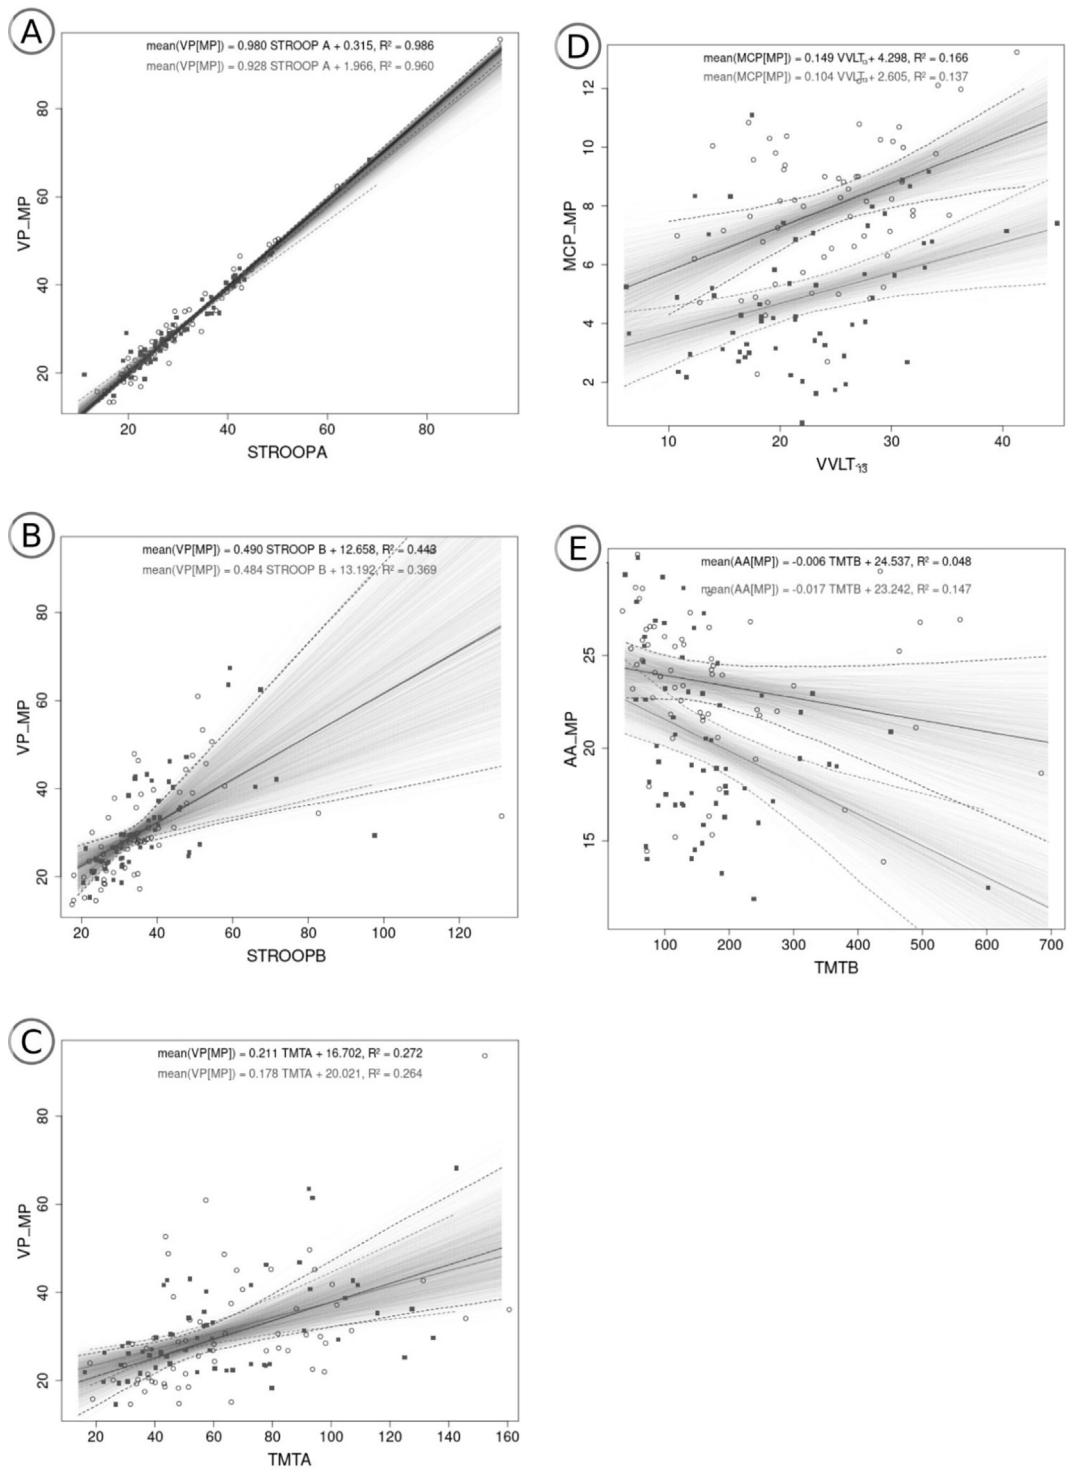 A
mean(VP[MP]) = 0.980 STROOP A + 0.315, R² = 0.986
mean(VP[MP]) = 0.928 STROOP A + 1.966, R² = 0.960
VP_MP
80
60
40
20
20 40 60 80
STROOPA
B
mean(VP[MP]) = 0.490 STROOP B + 12.658, R² = 0.443
mean(VP[MP]) = 0.484 STROOP B + 13.192, R² = 0.369
VP_MP
80
60
40
20
20 40 60 80 100 120
STROOPB
C
mean(VP[MP]) = 0.211 TMTA + 16.702, R² = 0.272
mean(VP[MP]) = 0.178 TMTA + 20.021, R² = 0.264
VP_MP
80
60
40
20
20 40 60 80 100 120 140 160
TMTA
D
mean(MCP[MP]) = 0.149 VVLT + 4.298, R² = 0.166
mean(MCP[MP]) = 0.104 VVLT + 2.605, R² = 0.137
MCP_MP
12
10
8
6
4
2
10 20 30 40
VVLT
E
mean(AA[MP]) = -0.006 TMTB + 24.537, R² = 0.048
mean(AA[MP]) = -0.017 TMTB + 23.242, R² = 0.147
AA_MP
25
20
15
100 200 300 400 500 600 700
TMTB